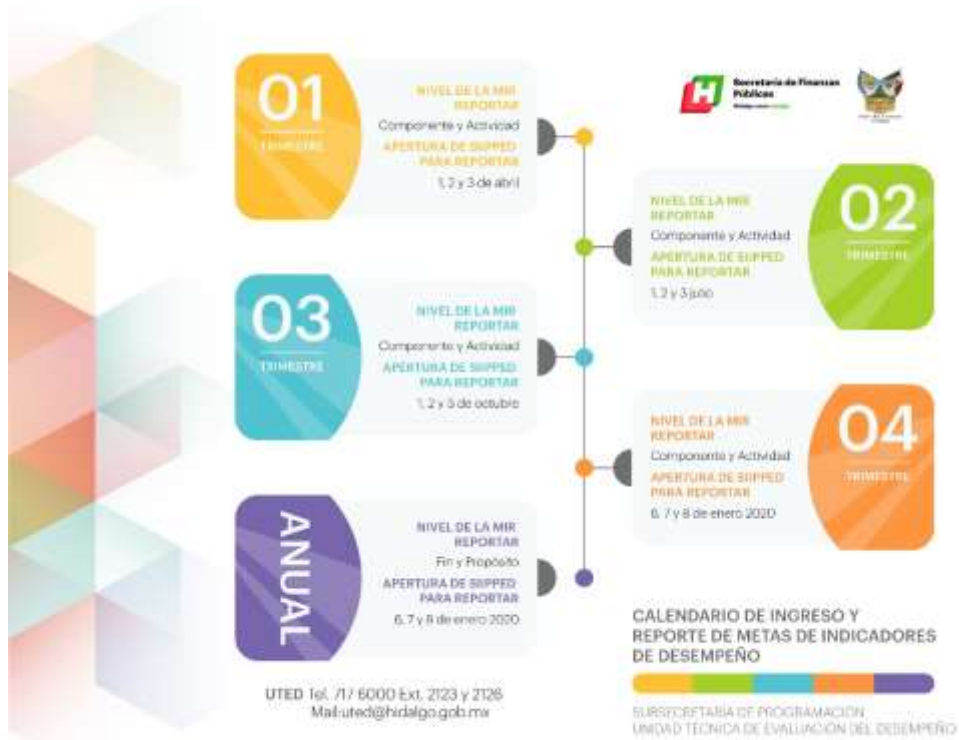 01
TRIMESTRE
NIVEL DE LA MIR
REPORTAR
Componente y Actividad
APERTURA DE SIIPPED
PARA REPORTAR
1, 2 y 3 de abril
Secretaría de Finanzas
Públicas
02
TRIMESTRE
NIVEL DE LA MIR
REPORTAR
Componente y Actividad
APERTURA DE SIIPPED
PARA REPORTAR
1, 2 y 3 julio
03
TRIMESTRE
NIVEL DE LA MIR
REPORTAR
Componente y Actividad
APERTURA DE SIIPPED
PARA REPORTAR
1, 2 y 3 de octubre
04
TRIMESTRE
NIVEL DE LA MIR
REPORTAR
Componente y Actividad
APERTURA DE SIIPPED
PARA REPORTAR
6, 7 y 8 de enero 2020
ANUAL
NIVEL DE LA MIR
REPORTAR
Fin y Propósito
APERTURA DE SIIPPED
PARA REPORTAR
6, 7 y 8 de enero 2020
CALENDARIO DE INGRESO Y
REPORTE DE METAS DE INDICADORES
DE DESEMPEÑO
SUBSECRETARÍA DE PROGRAMACIÓN
UNIDAD TÉCNICA DE EVALUACIÓN DEL DESEMPEÑO
UTED Tel. 717 6000 Ext. 2123 y 2126
Mail:uted@hidalgo.gob.mx